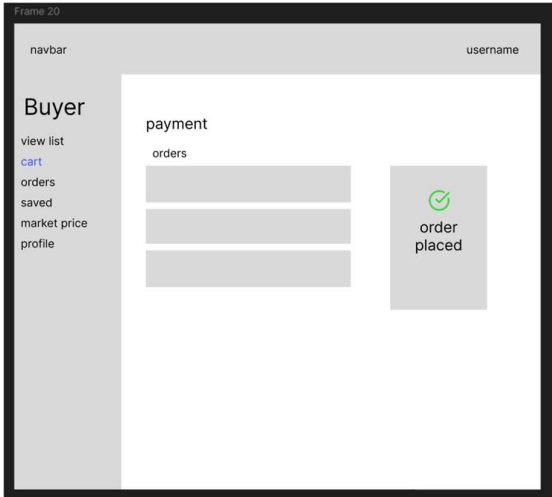 Frame 20
navbar
username
Buyer
view list
cart
orders
saved
market price
profile
payment
orders
order
placed